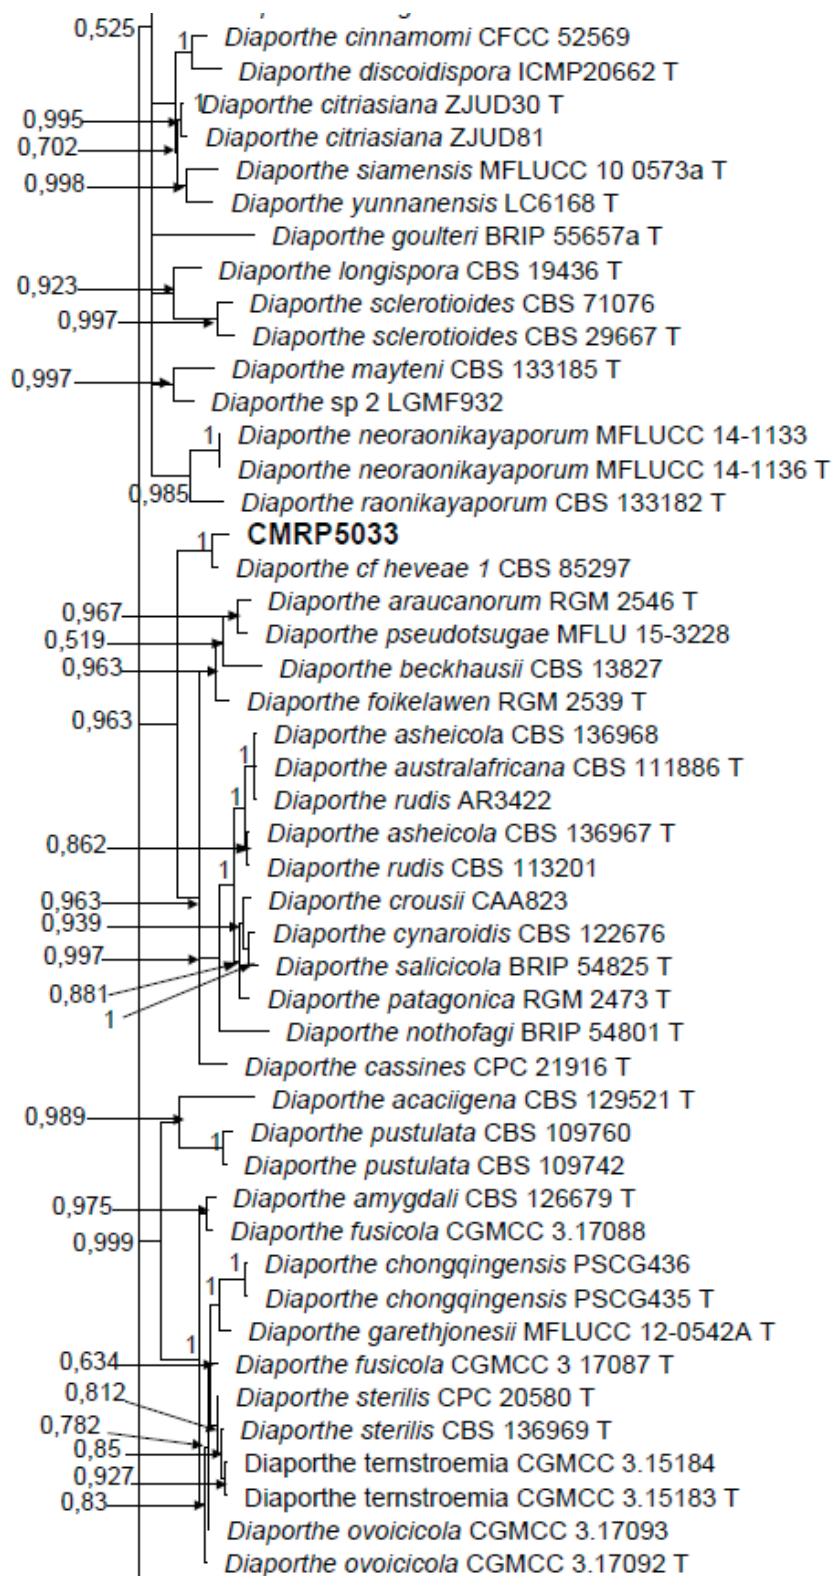 0,525
1 Diaporthe cinnamomi CFCC 52569
Diaporthe discoidispora ICMP20662 T
1 Diaporthe citriasiana ZJUD30 T
0,995
Diaporthe citriasiana ZJUD81
0,702
Diaporthe siamensis MFLUCC 10 0573a T
0,998
Diaporthe yunnanensis LC6168 T
Diaporthe goulteri BRIP 55657a T
Diaporthe longispora CBS 19436 T
0,923
Diaporthe sclerotioides CBS 71076
0,997
Diaporthe sclerotioides CBS 29667 T
Diaporthe mayteni CBS 133185 T
0,997
Diaporthe sp 2 LGMF932
1 Diaporthe neoraonikayaporum MFLUCC 14-1133
Diaporthe neoraonikayaporum MFLUCC 14-1136 T
0,985
Diaporthe raonikayaporum CBS 133182 T
1 CMRP5033
Diaporthe cf heveae 1 CBS 85297
Diaporthe araucanorum RGM 2546 T
0,967
Diaporthe pseudotsugae MFLU 15-3228
0,519
Diaporthe beckhausii CBS 13827
0,963
Diaporthe foikelawen RGM 2539 T
0,963
Diaporthe asheicola CBS 136968
1 Diaporthe australafricana CBS 111886 T
1 Diaporthe rudis AR3422
Diaporthe asheicola CBS 136967 T
0,862
1 Diaporthe rudis CBS 113201
Diaporthe crousii CAA823
0,963
0,939
Diaporthe cynaroidis CBS 122676
0,997
Diaporthe salicicola BRIP 54825 T
0,881
Diaporthe patagonica RGM 2473 T
1
Diaporthe nothofagi BRIP 54801 T
Diaporthe cassines CPC 21916 T
Diaporthe acaciigena CBS 129521 T
0,989
1 Diaporthe pustulata CBS 109760
Diaporthe pustulata CBS 109742
Diaporthe amygdali CBS 126679 T
0,975
Diaporthe fusicola CGMCC 3.17088
0,999
1 Diaporthe chongqingensis PSCG436
Diaporthe chongqingensis PSCG435 T
Diaporthe garethjonesii MFLUCC 12-0542A T
1
0,634
Diaporthe fusicola CGMCC 3 17087 T
0,812
Diaporthe sterilis CPC 20580 T
0,782
Diaporthe sterilis CBS 136969 T
0,85
Diaporthe ternstroemia CGMCC 3.15184
0,927
Diaporthe ternstroemia CGMCC 3.15183 T
0,83
Diaporthe ovoicicola CGMCC 3.17093
Diaporthe ovoicicola CGMCC 3.17092 T